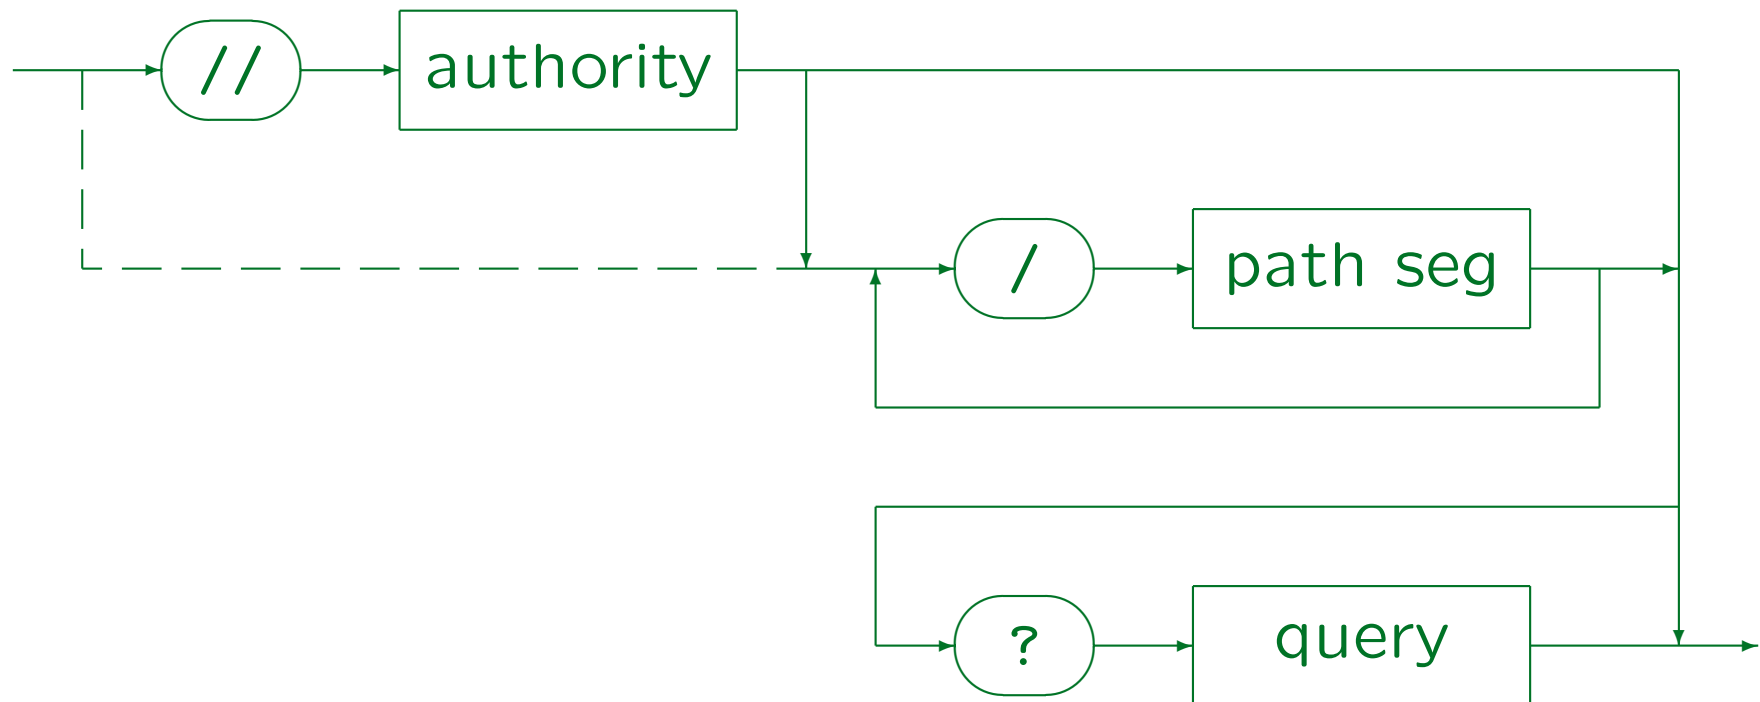 // authority
/ path seg
? query